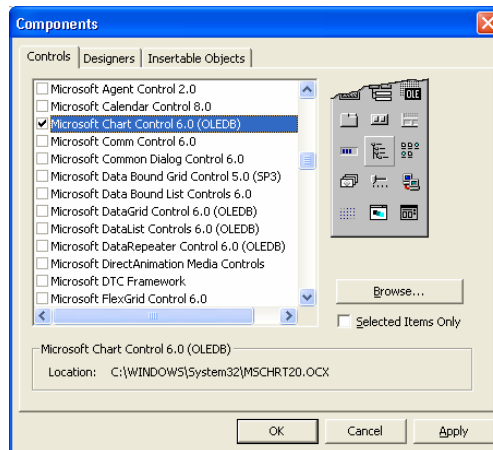 Components
Controls Designers Insertable Objects
Microsoft Agent Control 2.0
Microsoft Calendar Control 8.0
Microsoft Chart Control 6.0 (OLEDB)
Microsoft Comm Control 6.0
Microsoft Common Dialog Control 6.0
Microsoft Data Bound Grid Control 5.0 (SP3)
Microsoft Data Bound List Controls 6.0
Microsoft DataGrid Control 6.0 (OLEDB)
Microsoft DataList Controls 6.0 (OLEDB)
Microsoft DataRepeater Control 6.0 (OLEDB)
Microsoft DirectAnimation Media Controls
Microsoft DTC Framework
Microsoft FlexGrid Control 6.0
Browse...
Selected Items Only
Microsoft Chart Control 6.0 (OLEDB)
Location: C:\WINDOWS\System32\MSCHRT20.OCX
OK Cancel Apply